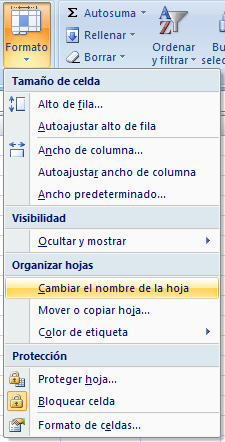 Formato
Autosuma
Rellenar
Borrar
Ordenar
y filtrar
Bu
selec
Tamaño de celda
Alto de fila...
Autoajustar alto de fila
Ancho de columna...
Autoajustar ancho de columna
Ancho predeterminado...
Visibilidad
Ocultar y mostrar
Organizar hojas
Cambiar el nombre de la hoja
Mover o copiar hoja...
Color de etiqueta
Protección
Proteger hoja...
Bloquear celda
Formato de celdas...